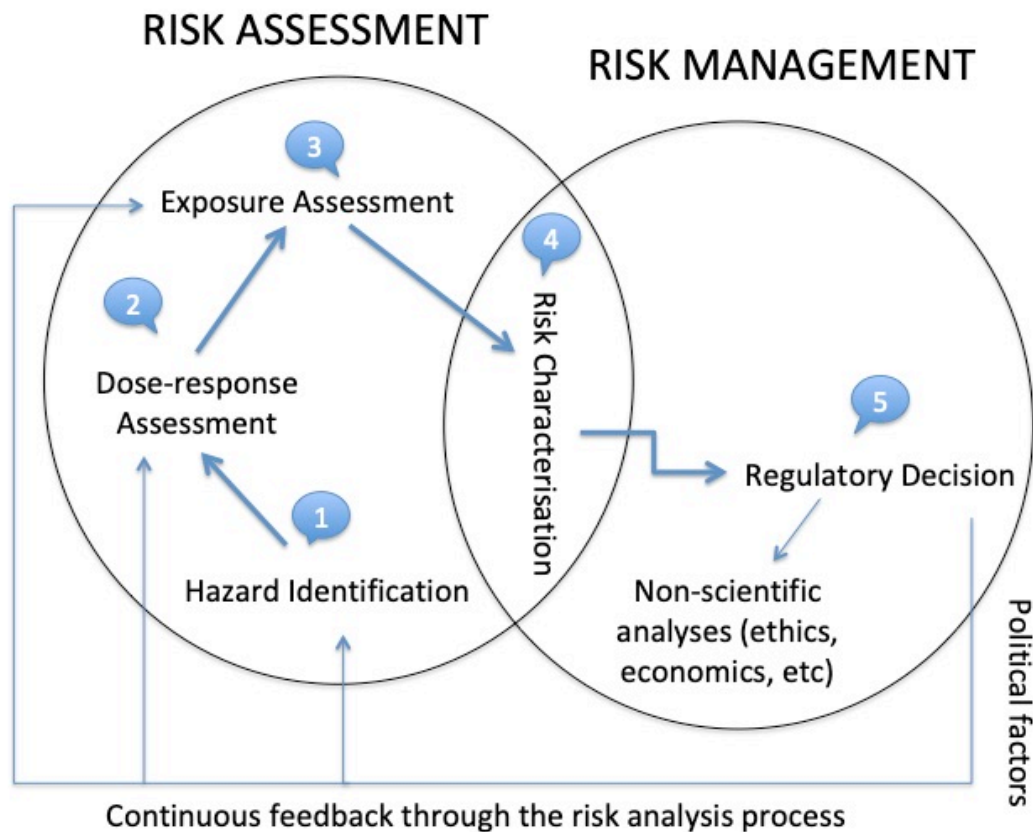 RISK ASSESSMENT
RISK MANAGEMENT
3
Exposure Assessment
4
Risk Characterisation
2
Dose-response
Assessment
5
Regulatory Decision
1
Hazard Identification
Non-scientific
analyses (ethics,
economics, etc)
Political factors
Continuous feedback through the risk analysis process